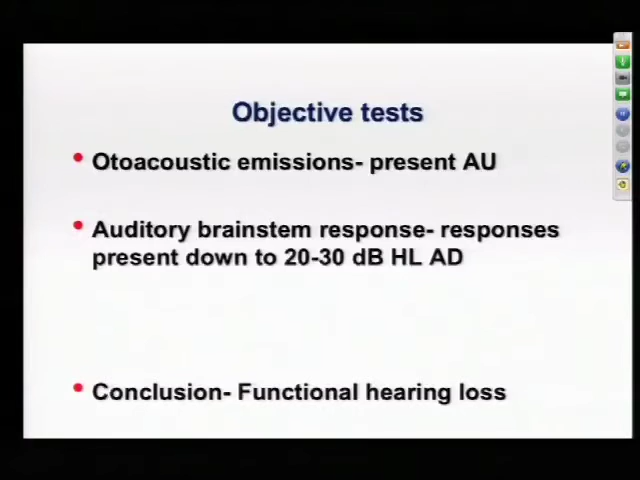 Objective tests
• Otoacoustic emissions- present AU
• Auditory brainstem response- responses
present down to 20-30 dB HL AD
• Conclusion- Functional hearing loss